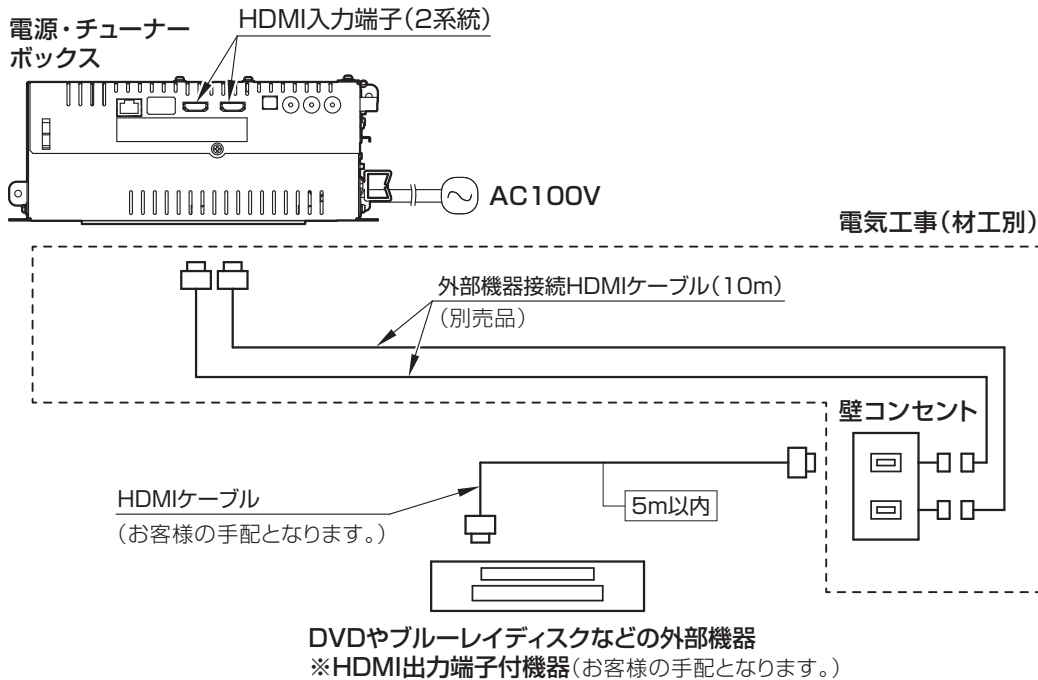 電源・チューナー
ボックス
HDMI入力端子(2系統)
AC100V
電気工事(材工別)
外部機器接続HDMIケーブル(10m)
(別売品)
壁コンセント
HDMIケーブル
(お客様の手配となります。)
5m以内
DVDやブルーレイディスクなどの外部機器
※HDMI出力端子付機器(お客様の手配となります。)